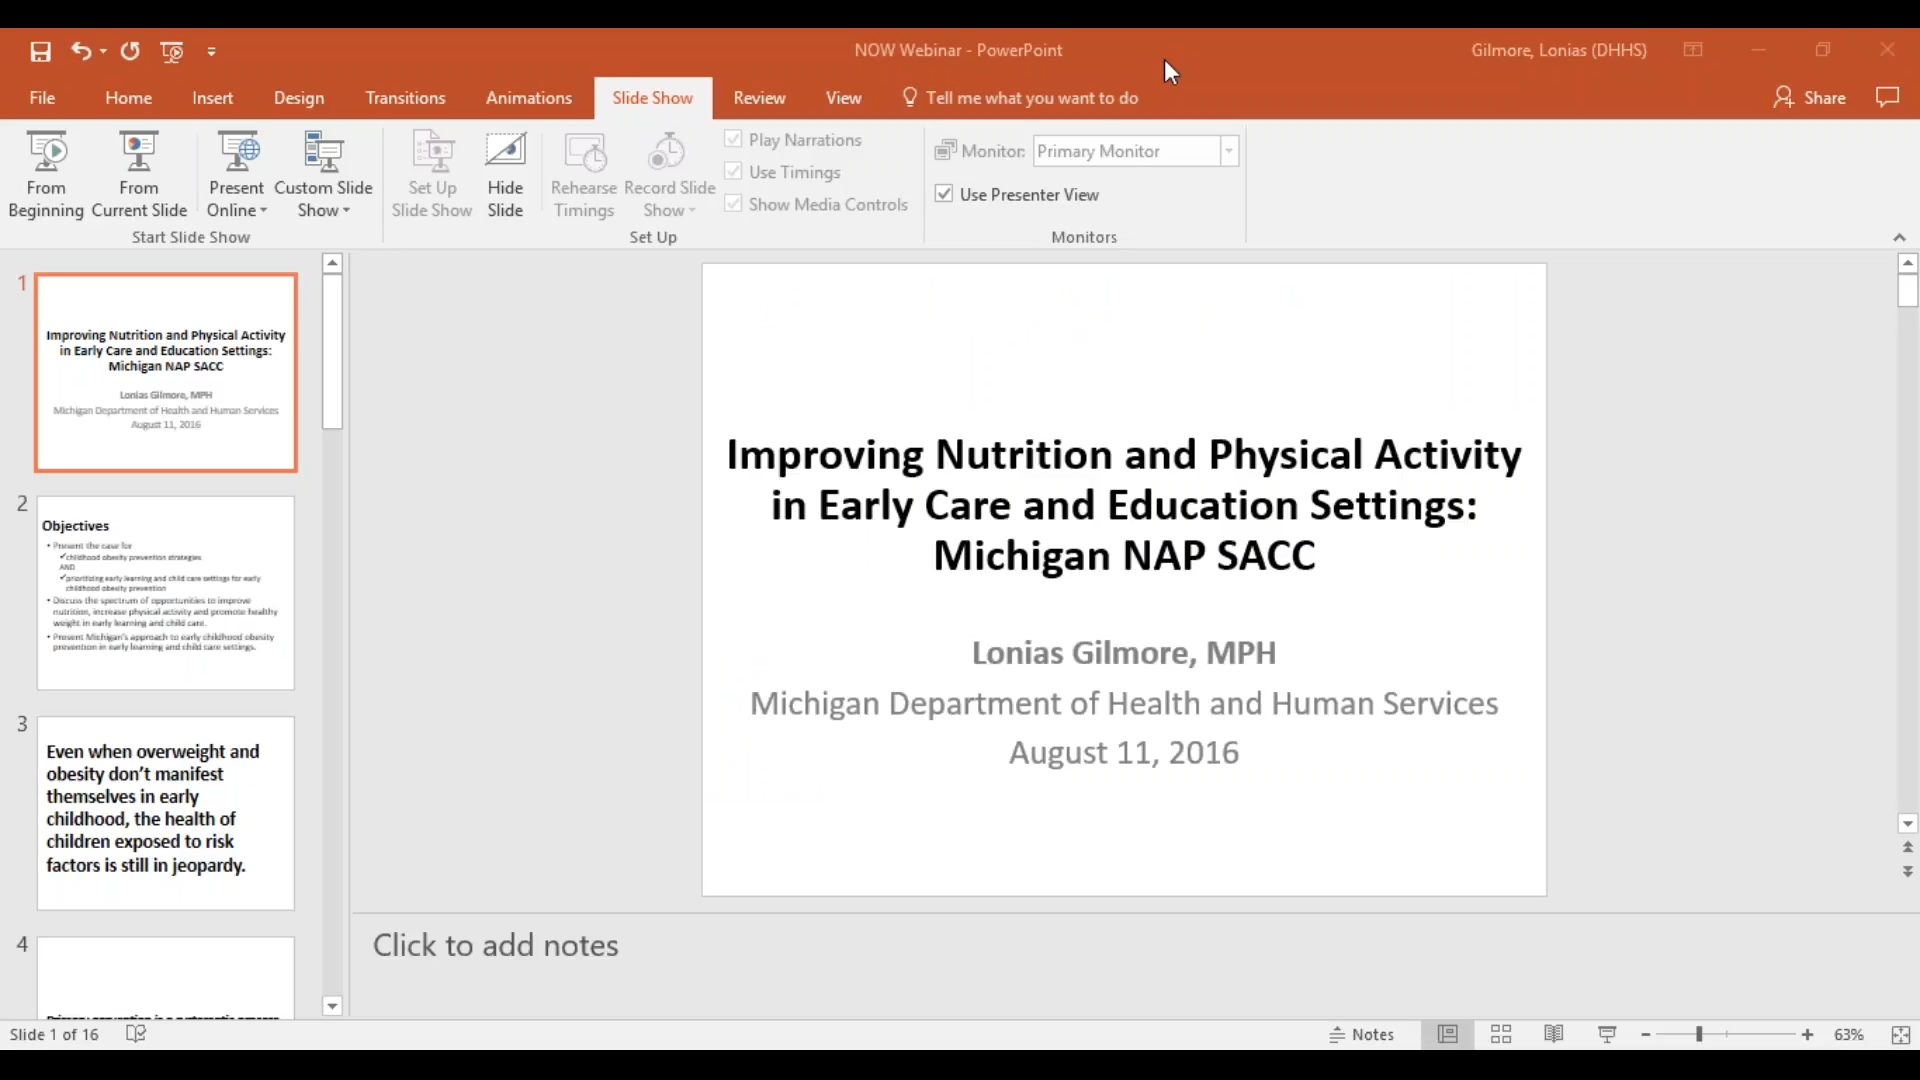 NOW Webinar - PowerPoint
Gilmore, Lonias (DHHS)
File
Home
Insert
Design
Transitions
Animations
Slide Show
Review
View
Tell me what you want to do
Share
From Beginning
From Current Slide
Present Online
Custom Slide Show
Set Up Slide Show
Hide Slide
Rehearse Timings
Record Slide Show
Play Narrations
Use Timings
Show Media Controls
Monitor:
Primary Monitor
Use Presenter View
Start Slide Show
Set Up
Monitors
1
Improving Nutrition and Physical Activity
in Early Care and Education Settings:
Michigan NAP SACC
Lonias Gilmore, MPH
Michigan Department of Health and Human Services
August 11, 2016
2
Objectives
• Present the case for
✓childhood obesity prevention strategies
AND
✓prioritizing early learning and child care settings for early
childhood obesity prevention
• Discuss the spectrum of opportunities to improve
nutrition, increase physical activity and promote healthy
weight in early learning and child care.
• Present Michigan's approach to early childhood obesity
prevention in early learning and child care settings.
3
Even when overweight and
obesity don't manifest
themselves in early
childhood, the health of
children exposed to risk
factors is still in jeopardy.
4
Improving Nutrition and Physical Activity
in Early Care and Education Settings:
Michigan NAP SACC
Lonias Gilmore, MPH
Michigan Department of Health and Human Services
August 11, 2016
Click to add notes
Slide 1 of 16
Notes
63%